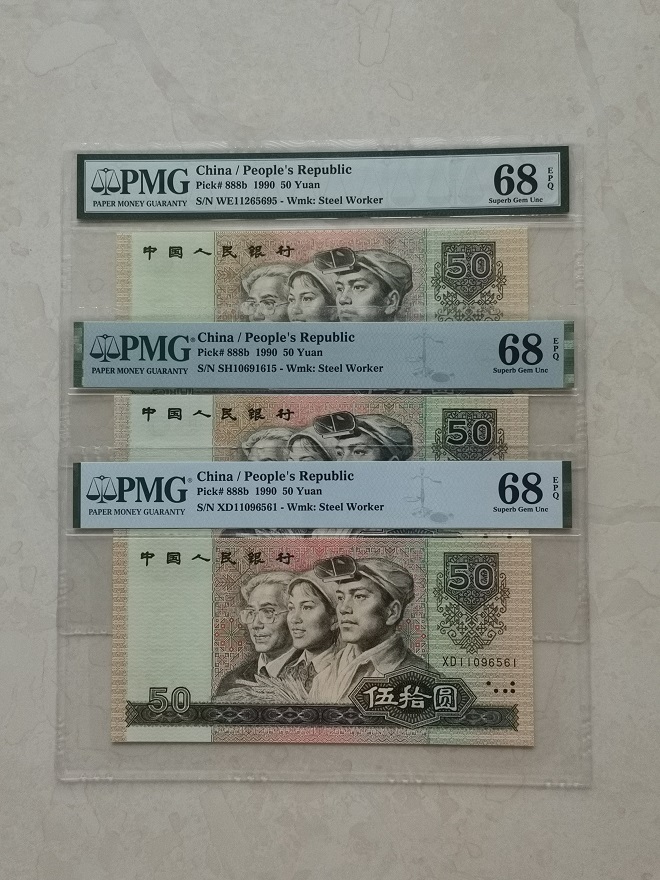 PMG
PAPER MONEY GUARANTY
China / People's Republic
Pick# 888b 1990 50 Yuan
S/N WE11265695 - Wmk: Steel Worker
68 EPQ
Superb Gem Unc
中国人民银行
50
PMG®
PAPER MONEY GUARANTY
China / People's Republic
Pick# 888b 1990 50 Yuan
S/N SH10691615 - Wmk: Steel Worker
68 EPQ
Superb Gem Unc
中国人民银行
50
PMG®
PAPER MONEY GUARANTY
China / People's Republic
Pick# 888b 1990 50 Yuan
S/N XD11096561 - Wmk: Steel Worker
68 EPQ
Superb Gem Unc
中国人民银行
50
XD11096561
50
伍拾圆